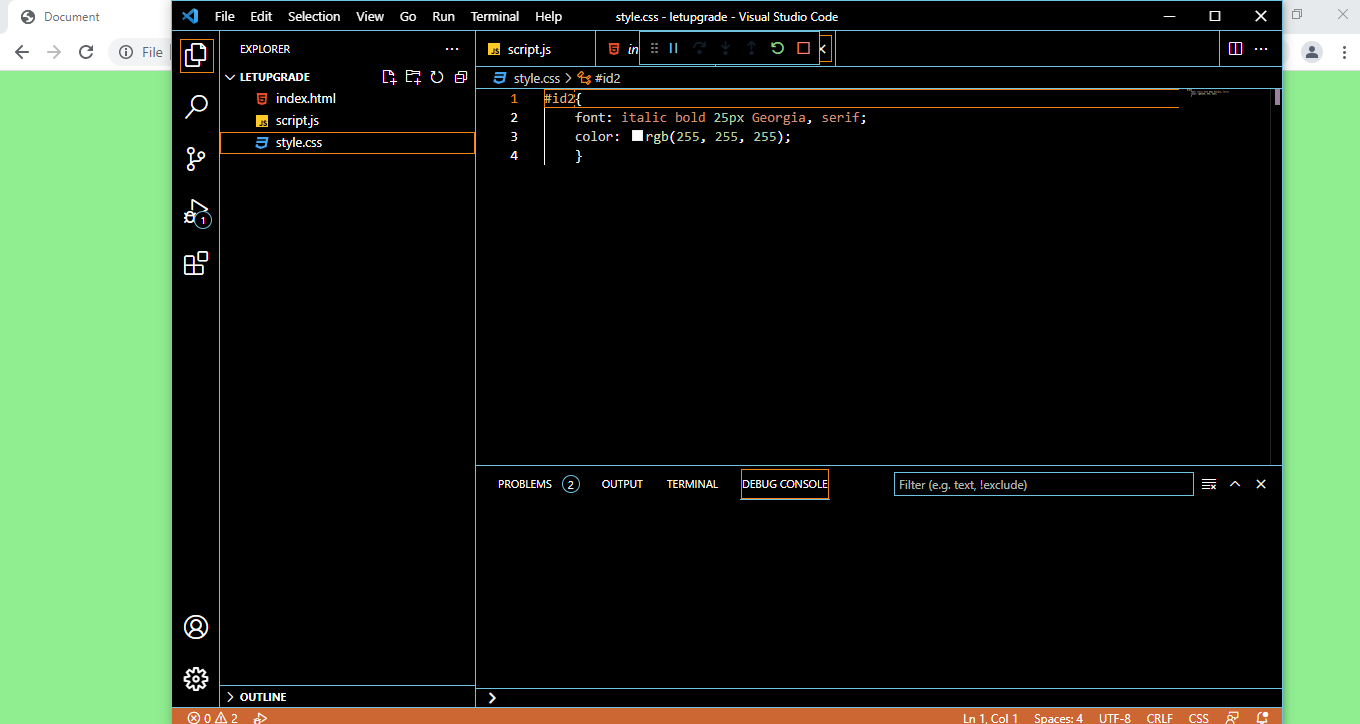 Document
File
File Edit Selection View Go Run Terminal Help
style.css - letupgrade - Visual Studio Code
EXPLORER
LETUPGRADE
index.html
script.js
style.css
1
OUTLINE
script.js
in
style.css > #id2
1 #id2{
2 font: italic bold 25px Georgia, serif;
3 color: rgb(255, 255, 255);
4 }
PROBLEMS 2 OUTPUT TERMINAL DEBUG CONSOLE
Filter (e.g. text, !exclude)
0 2
Ln 1, Col 1 Spaces: 4 UTF-8 CRLF CSS